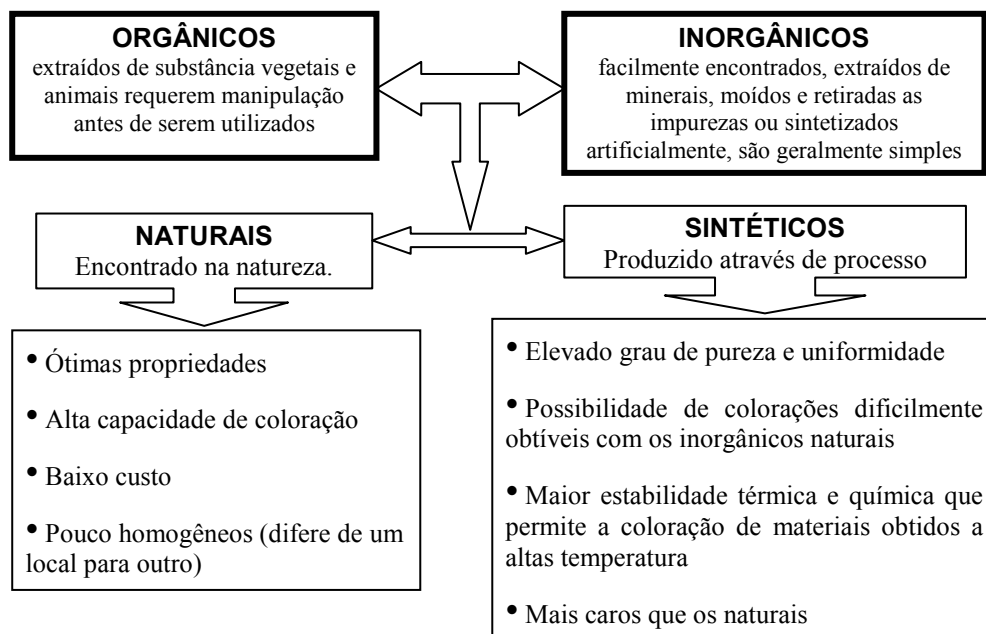 ORGÂNICOS
extraídos de substância vegetais e
animais requerem manipulação
antes de serem utilizados
INORGÂNICOS
facilmente encontrados, extraídos de
minerais, moídos e retiradas as
impurezas ou sintetizados
artificialmente, são geralmente simples
NATURAIS
Encontrado na natureza.
SINTÉTICOS
Produzido através de processo
• Ótimas propriedades
• Alta capacidade de coloração
• Baixo custo
• Pouco homogêneos (difere de um
local para outro)
• Elevado grau de pureza e uniformidade
• Possibilidade de colorações dificilmente
obtíveis com os inorgânicos naturais
• Maior estabilidade térmica e química que
permite a coloração de materiais obtidos a
altas temperatura
• Mais caros que os naturais